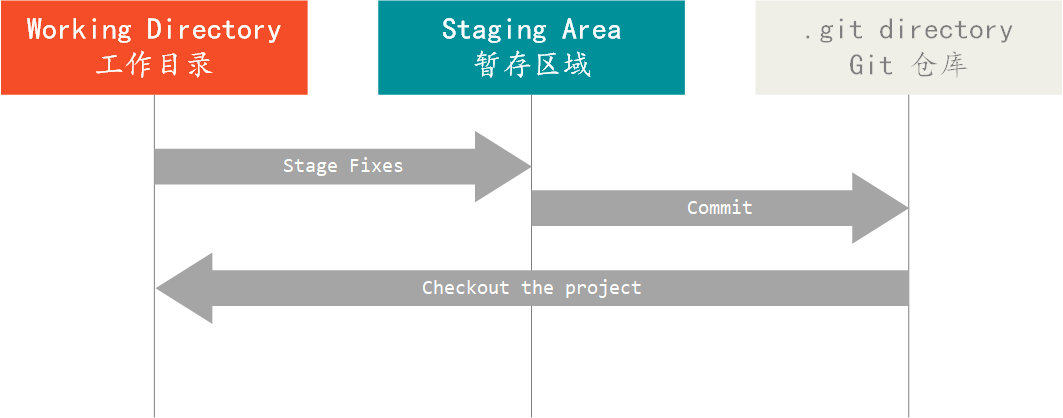 Working Directory
工作目录
Staging Area
暂存区域
.git directory
Git 仓库
Stage Fixes
Commit
Checkout the project